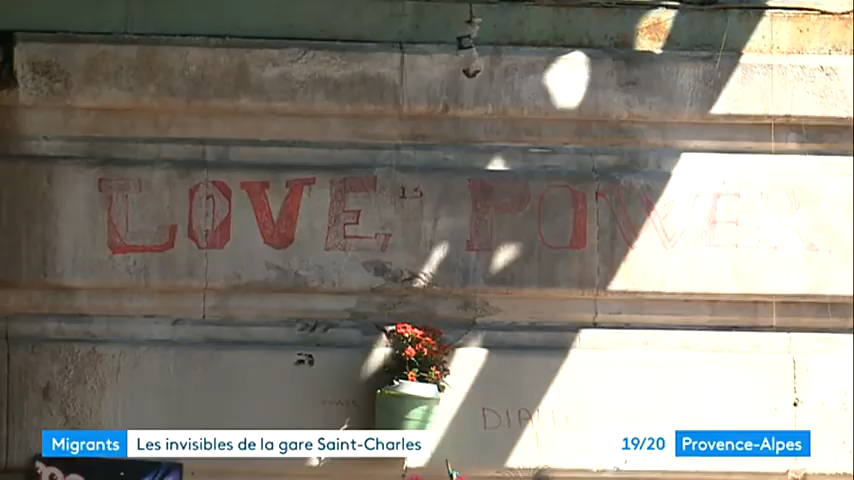 LOVE IS POWER
Migrants Les invisibles de la gare Saint-Charles 19/20 Provence-Alpes